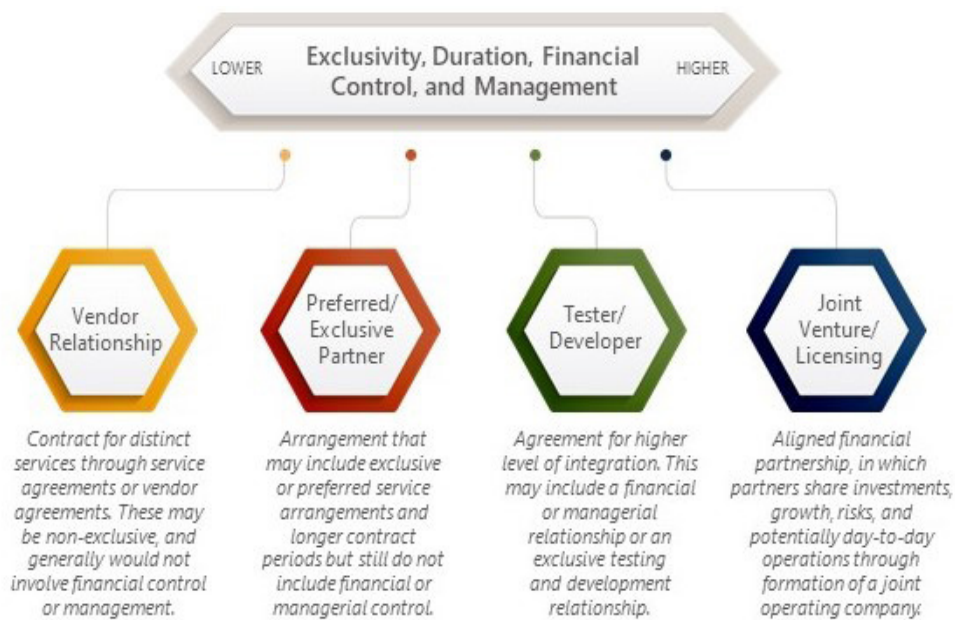 LOWER
Exclusivity, Duration, Financial
Control, and Management
HIGHER
Vendor
Relationship
Contract for distinct
services through service
agreements or vendor
agreements. These may
be non-exclusive, and
generally would not
involve financial control
or management.
Preferred/
Exclusive
Partner
Arrangement that
may include exclusive
or preferred service
arrangements and
longer contract
periods but still do not
include financial or
managerial control.
Tester/
Developer
Agreement for higher
level of integration. This
may include a financial
or managerial
relationship or an
exclusive testing
and development
relationship.
Joint
Venture/
Licensing
Aligned financial
partnership, in which
partners share investments,
growth, risks, and
potentially day-to-day
operations through
formation of a joint
operating company.